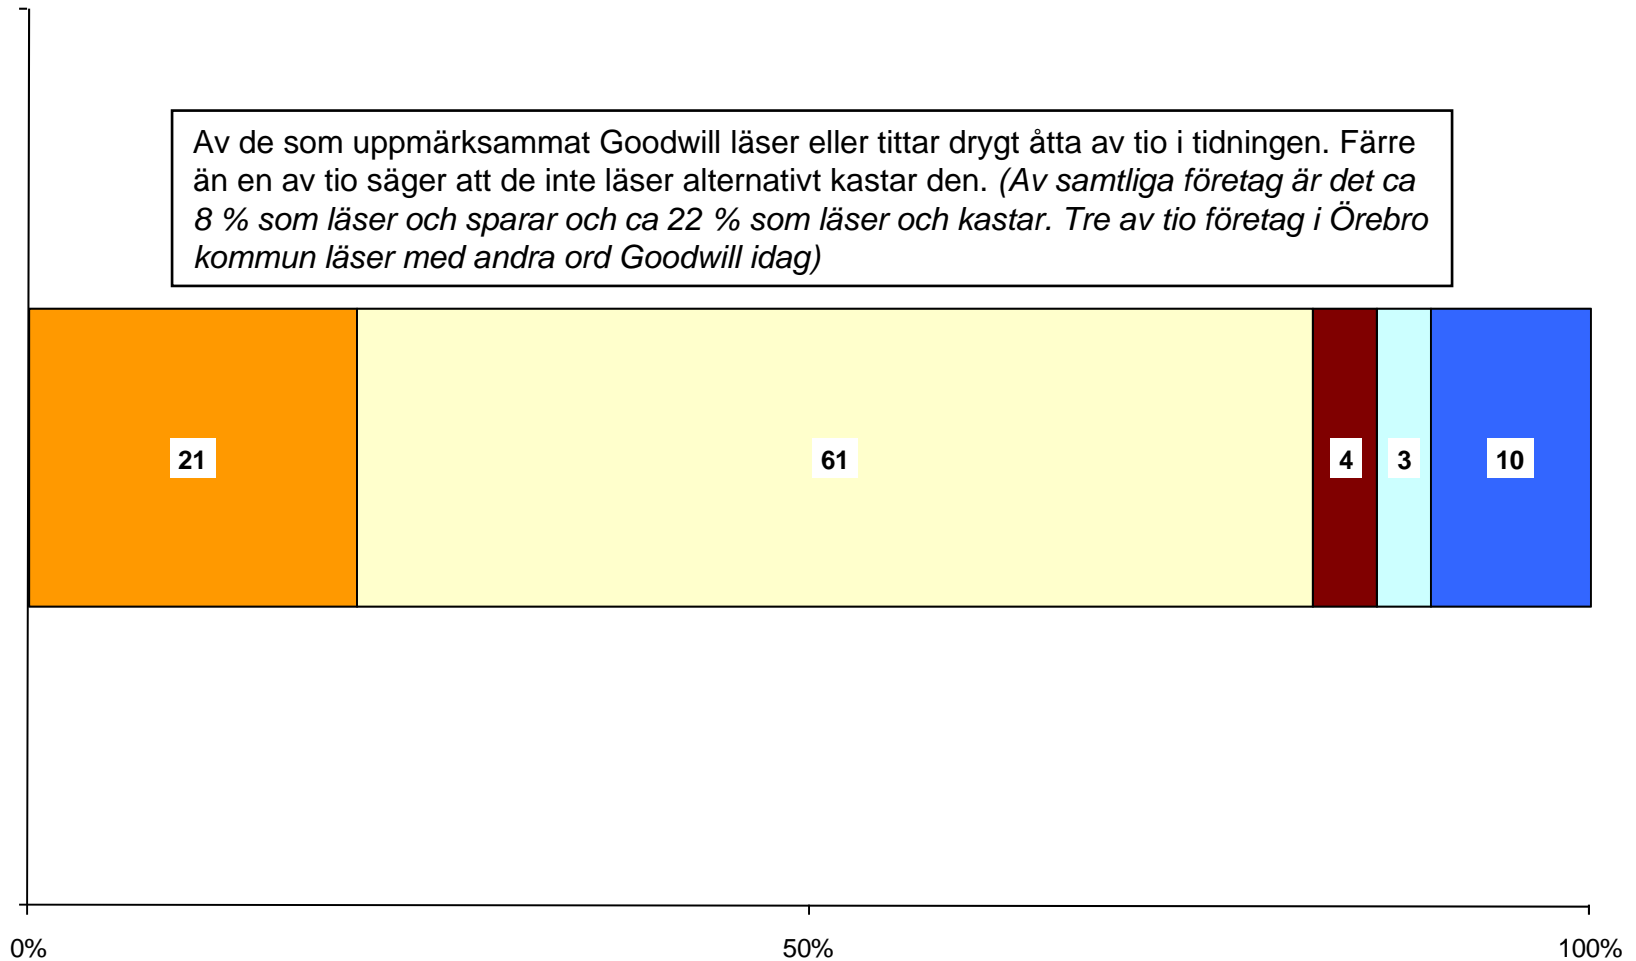 Av de som uppmärksammat Goodwill läser eller tittar drygt åtta av tio i tidningen. Färre
än en av tio säger att de inte läser alternativt kastar den. (Av samtliga företag är det ca
8 % som läser och sparar och ca 22 % som läser och kastar. Tre av tio företag i Örebro
kommun läser med andra ord Goodwill idag)
21 61 4 3 10
0% 50% 100%